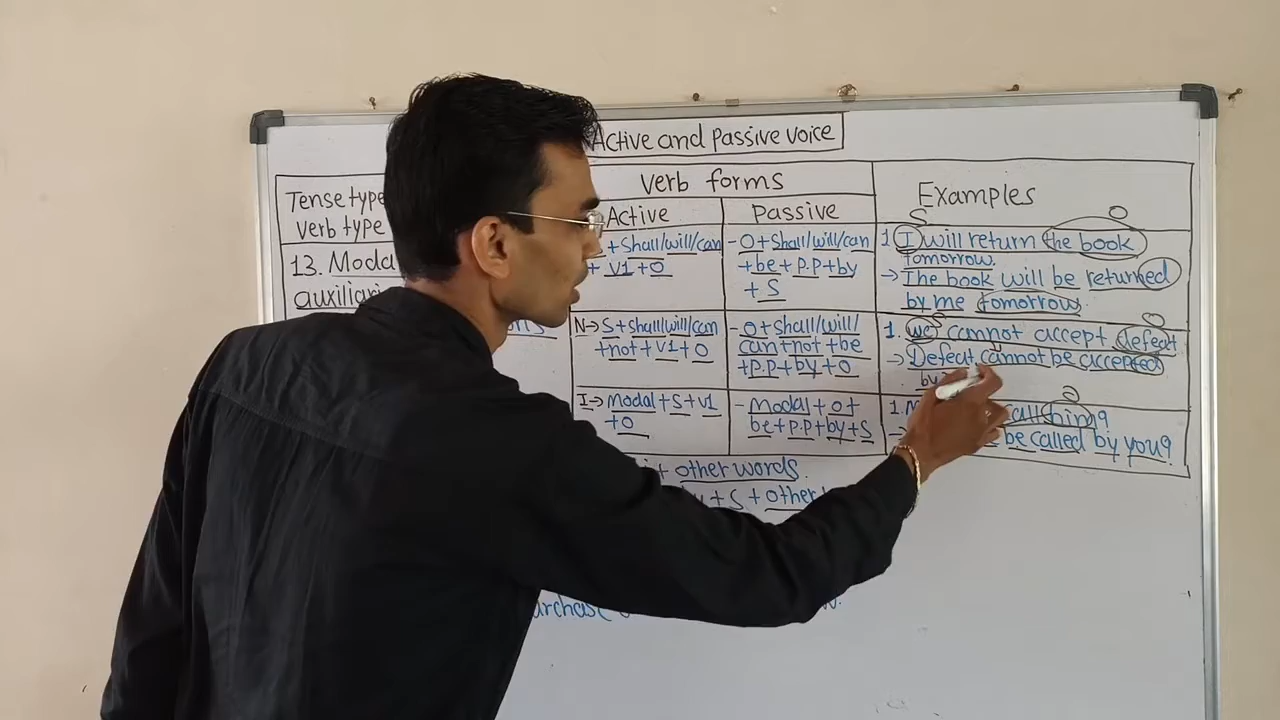 Active and Passive voice
Tense type
verb type
verb forms
Examples
Active
Passive
13. Moda
auxiliari
+ Shall/will/can
+ V1 + O
- O + Shall/will/can
+ be + P.P + by
+ S
S
O
1 I will return the book
tomorrow.
→ The book will be returned
by me tomorrow.
N→ S + Shall/will/can
+ not + V1 + O
- O + Shall/will/
can + not + be
+ P.P + by + O
S
O
1. We cannot accept defeat
→ Defeat cannot be accepted
by
I → Modal + S + V1
+ O
- Modal + O +
be + P.P + by + S
1. M call him?
→ be called by you?
+ other words.
+ S + other